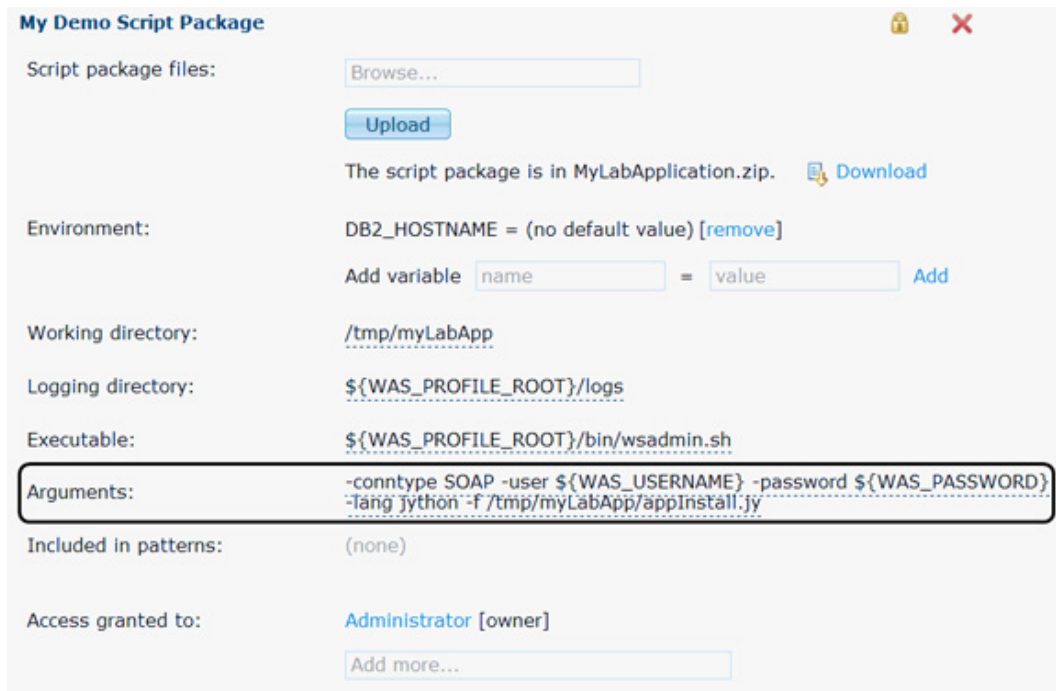 My Demo Script Package
Script package files:
Browse...
Upload
The script package is in MyLabApplication.zip. Download
Environment: DB2_HOSTNAME = (no default value) [remove]
Add variable name = value Add
Working directory: /tmp/myLabApp
Logging directory: ${WAS_PROFILE_ROOT}/logs
Executable: ${WAS_PROFILE_ROOT}/bin/wsadmin.sh
Arguments: -conntype SOAP -user ${WAS_USERNAME} -password ${WAS_PASSWORD}
-lang jython -f /tmp/myLabApp/appInstall.jy
Included in patterns: (none)
Access granted to: Administrator [owner]
Add more...